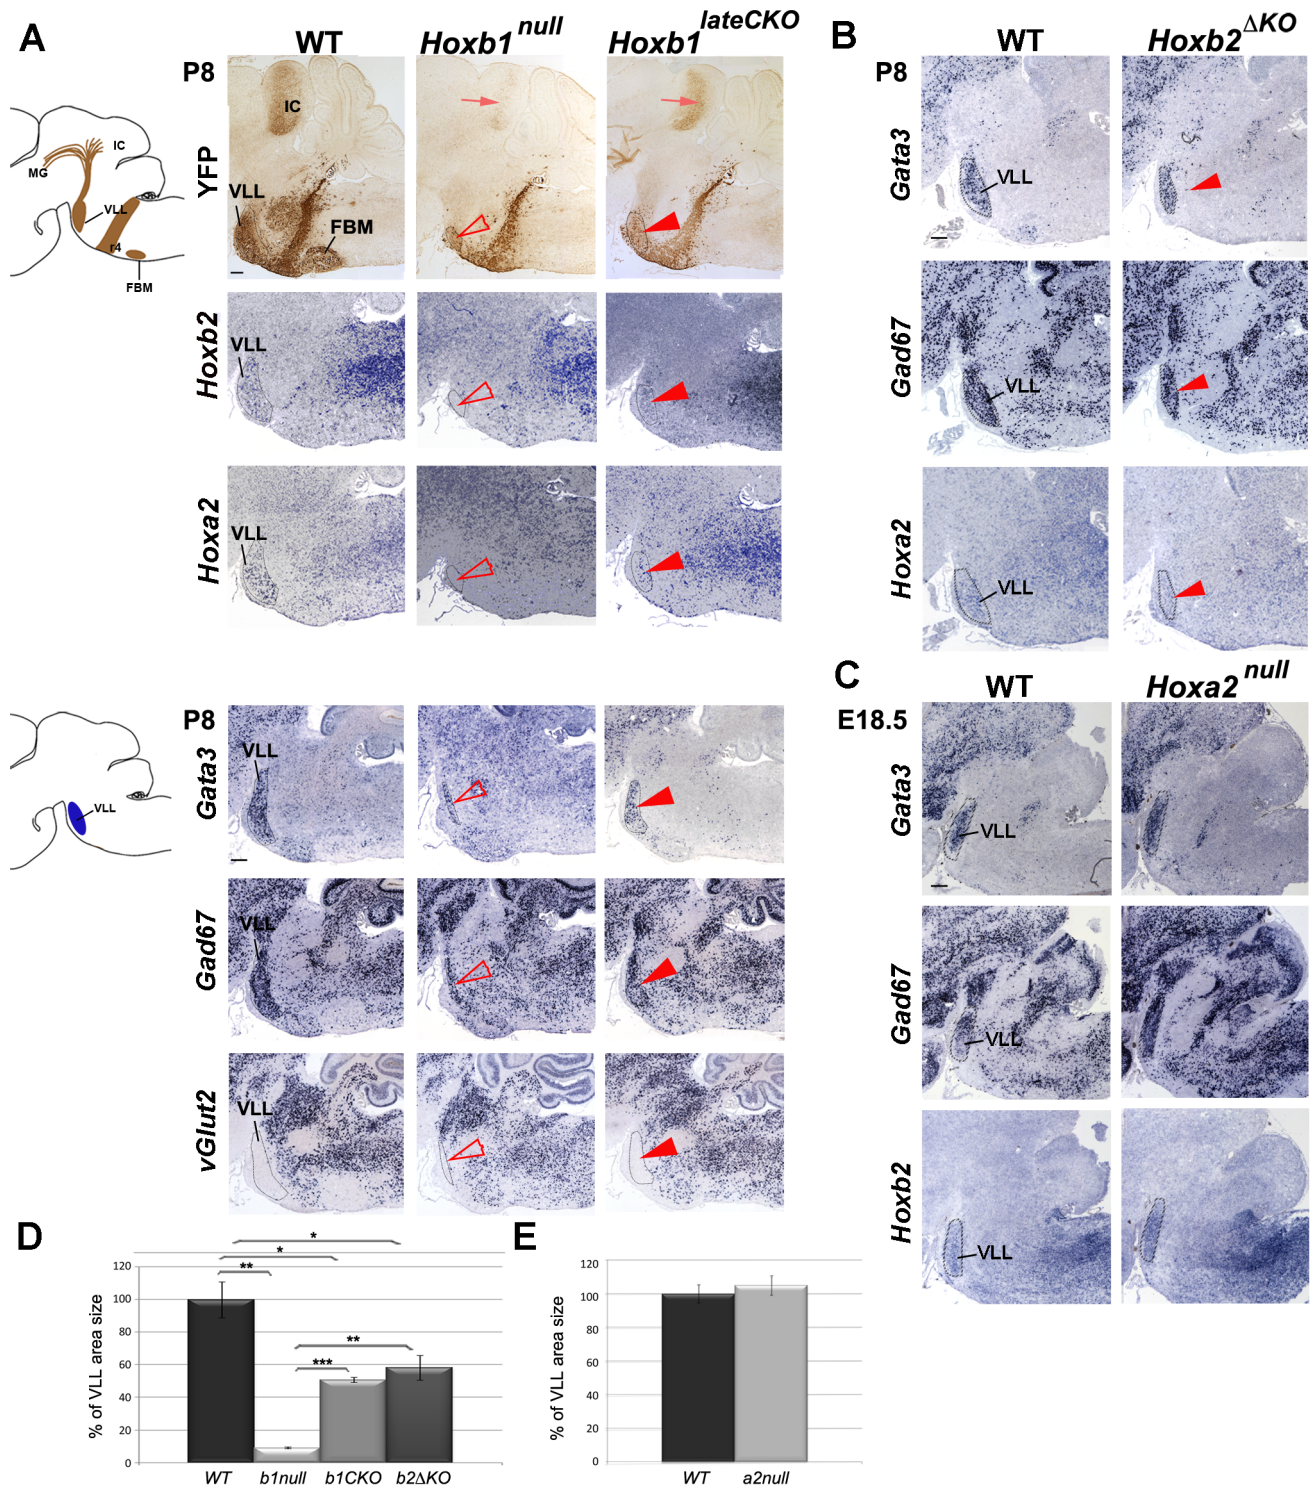 A
WT
Hoxb1 null
Hoxb1 lateCKO
P8
YFP
IC
VLL
FBM
IC
MG
VLL
r4
FBM
Hoxb2
VLL
Hoxa2
VLL
P8
Gata3
VLL
VLL
Gad67
VLL
vGlut2
VLL
B
WT
Hoxb2 ΔKO
P8
Gata3
VLL
Gad67
VLL
Hoxa2
VLL
C
WT
Hoxa2 null
E18.5
Gata3
VLL
Gad67
VLL
Hoxb2
VLL
D
% of VLL area size
120
100
80
60
40
20
0
*
*
**
**
***
WT b1null b1CKO b2ΔKO
E
% of VLL area size
120
100
80
60
40
20
0
WT a2null